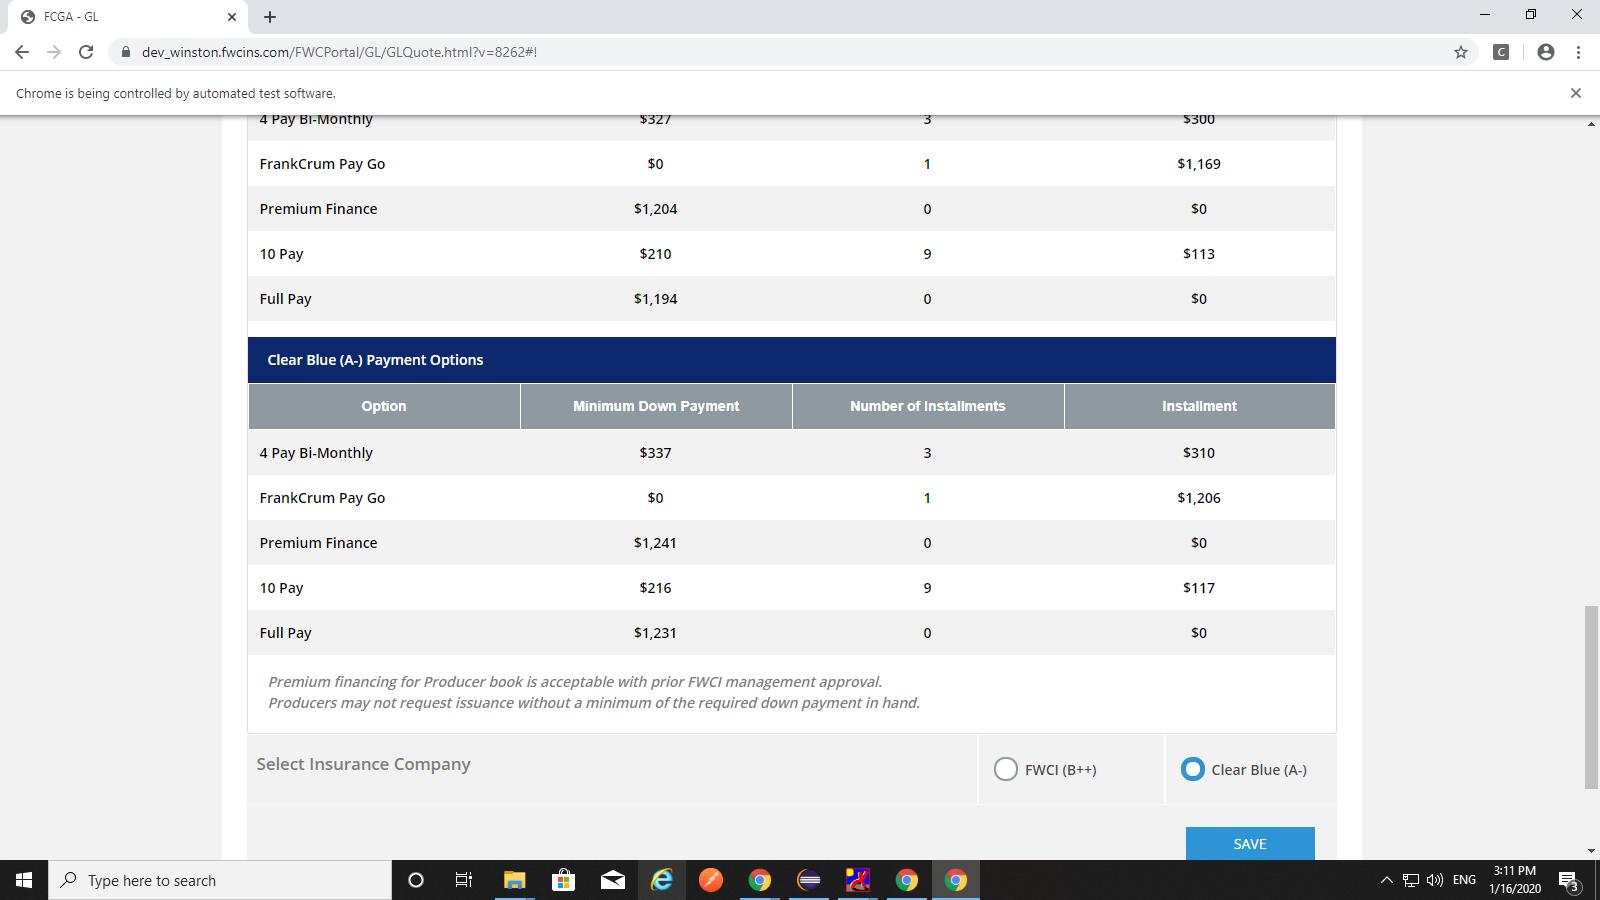 FCGA - GL
dev_winston.fwcins.com/FWCPortal/GL/GLQuote.html?v=8262#!
C
Chrome is being controlled by automated test software.
4 Pay Bi-Monthly $327 3 $300
FrankCrum Pay Go $0 1 $1,169
Premium Finance $1,204 0 $0
10 Pay $210 9 $113
Full Pay $1,194 0 $0
Clear Blue (A-) Payment Options
Option Minimum Down Payment Number of Installments Installment
4 Pay Bi-Monthly $337 3 $310
FrankCrum Pay Go $0 1 $1,206
Premium Finance $1,241 0 $0
10 Pay $216 9 $117
Full Pay $1,231 0 $0
Premium financing for Producer book is acceptable with prior FWCI management approval.
Producers may not request issuance without a minimum of the required down payment in hand.
Select Insurance Company FWCI (B++) Clear Blue (A-)
SAVE
Type here to search
ENG
3:11 PM
1/16/2020
3